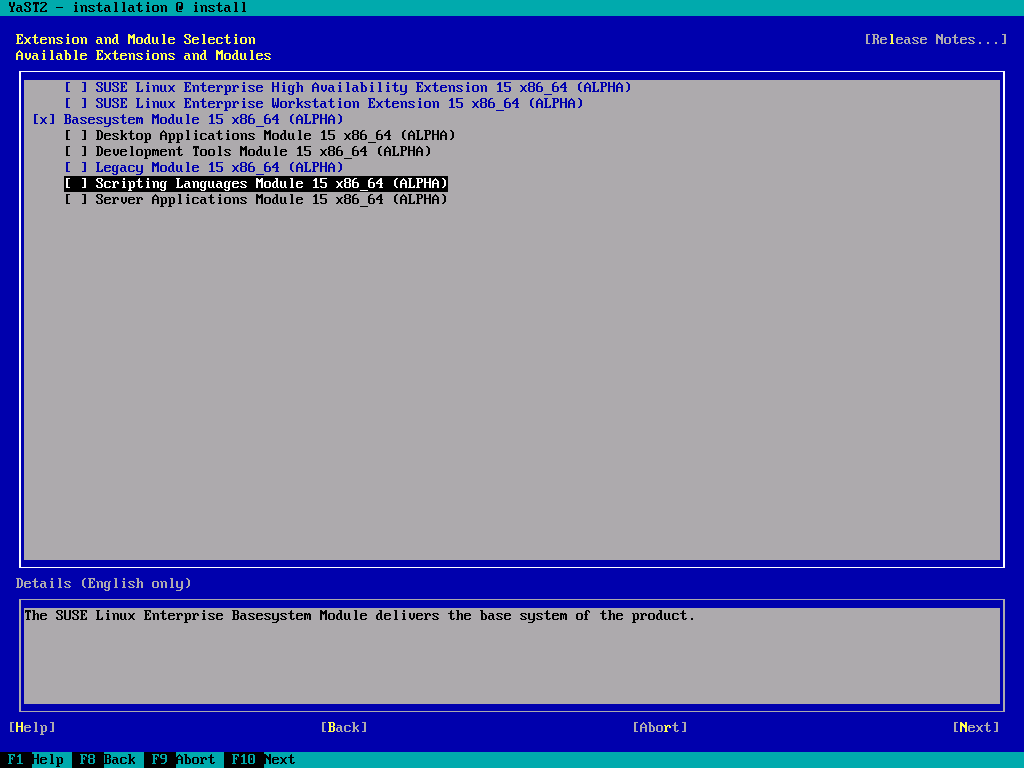 YaST2 - installation @ install
Extension and Module Selection [Release Notes...]
Available Extensions and Modules
[ ] SUSE Linux Enterprise High Availability Extension 15 x86_64 (ALPHA)
[ ] SUSE Linux Enterprise Workstation Extension 15 x86_64 (ALPHA)
[x] Basesystem Module 15 x86_64 (ALPHA)
[ ] Desktop Applications Module 15 x86_64 (ALPHA)
[ ] Development Tools Module 15 x86_64 (ALPHA)
[ ] Legacy Module 15 x86_64 (ALPHA)
[ ] Scripting Languages Module 15 x86_64 (ALPHA)
[ ] Server Applications Module 15 x86_64 (ALPHA)
Details (English only)
The SUSE Linux Enterprise Basesystem Module delivers the base system of the product.
[Help] [Back] [Abort] [Next]
F1 Help F8 Back F9 Abort F10 Next